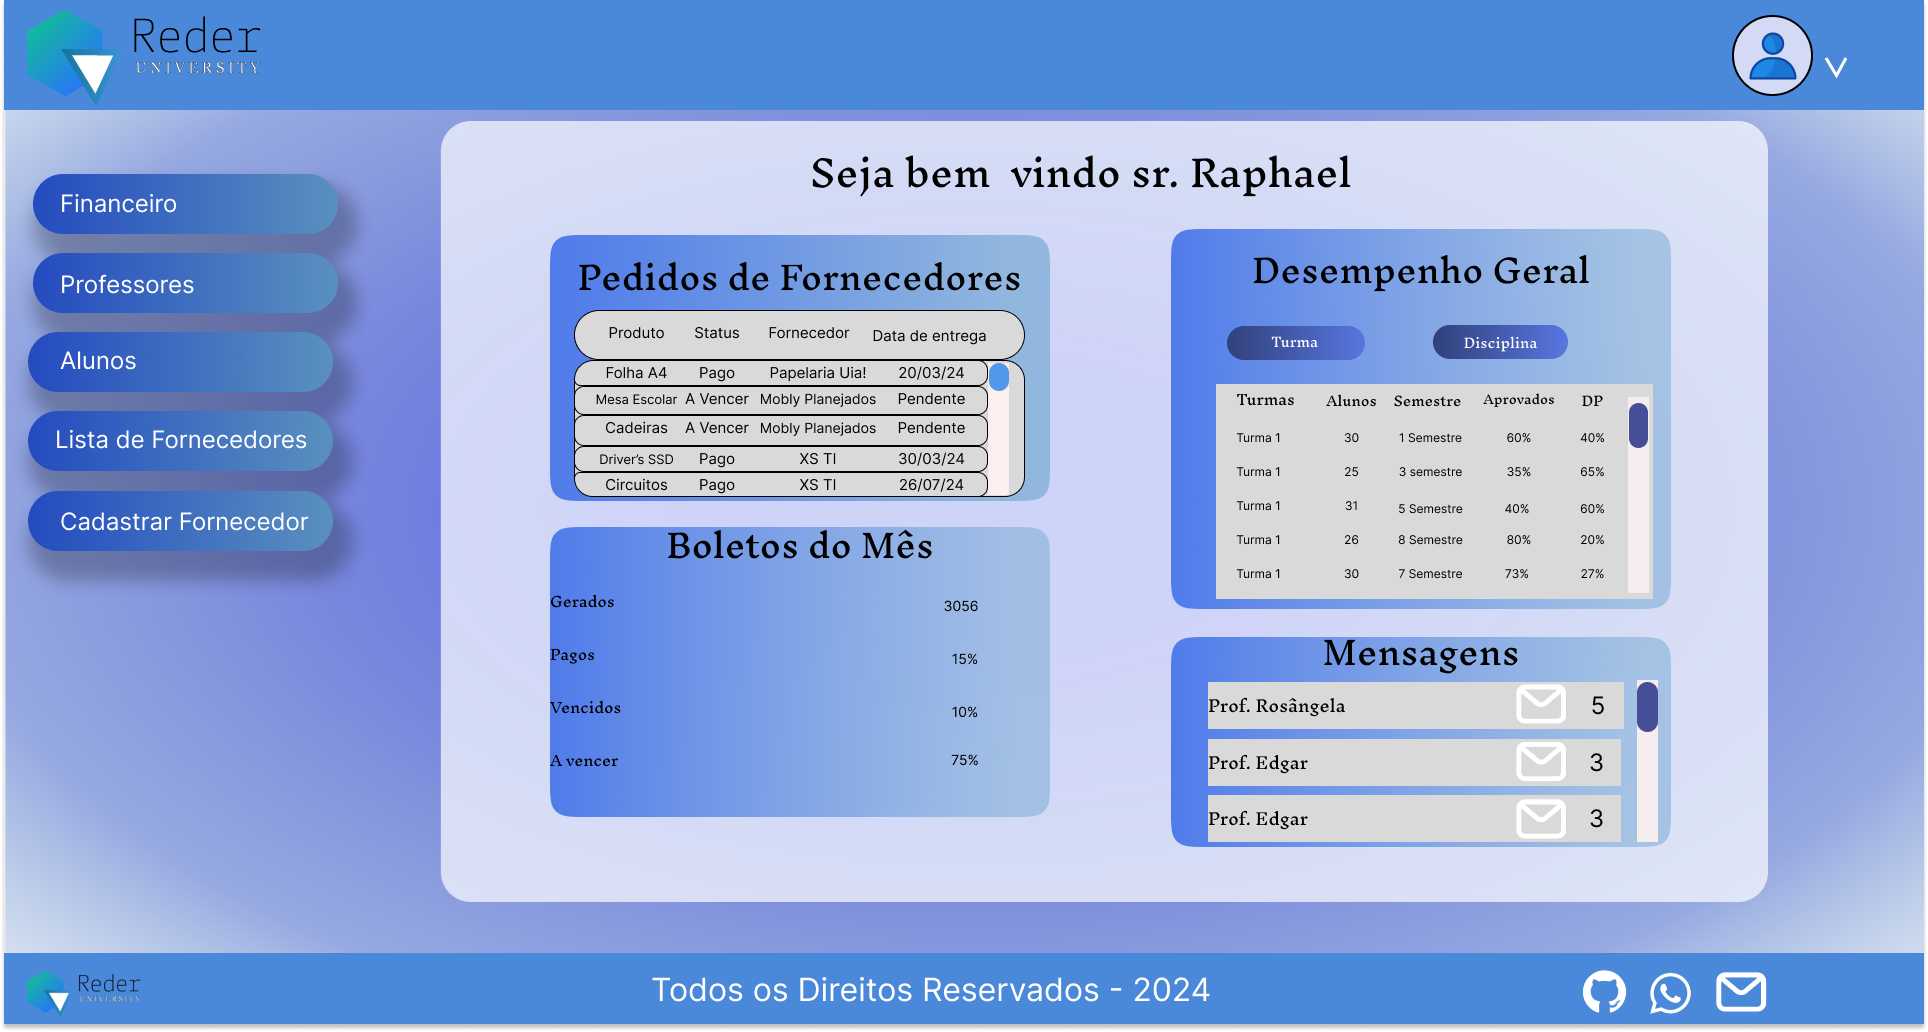 Reder
UNIVERSITY
V
Financeiro
Professores
Alunos
Lista de Fornecedores
Cadastrar Fornecedor
Seja bem vindo sr. Raphael
Pedidos de Fornecedores
Produto Status Fornecedor Data de entrega
Folha A4 Pago Papelaria Uia! 20/03/24
Mesa Escolar A Vencer Mobly Planejados Pendente
Cadeiras A Vencer Mobly Planejados Pendente
Driver's SSD Pago XS TI 30/03/24
Circuitos Pago XS TI 26/07/24
Boletos do Mês
Gerados 3056
Pagos 15%
Vencidos 10%
A vencer 75%
Desempenho Geral
Turma Disciplina
Turmas Alunos Semestre Aprovados DP
Turma 1 30 1 Semestre 60% 40%
Turma 1 25 3 semestre 35% 65%
Turma 1 31 5 Semestre 40% 60%
Turma 1 26 8 Semestre 80% 20%
Turma 1 30 7 Semestre 73% 27%
Mensagens
Prof. Rosângela 5
Prof. Edgar 3
Prof. Edgar 3
Reder
UNIVERSITY
Todos os Direitos Reservados - 2024